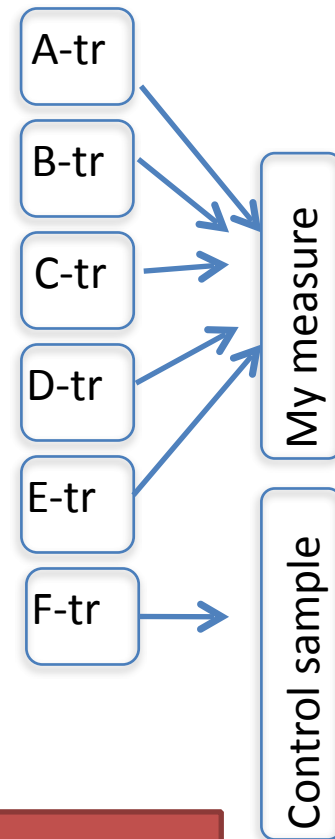 A-tr
B-tr
C-tr
D-tr
E-tr
F-tr
My measure
Control sample